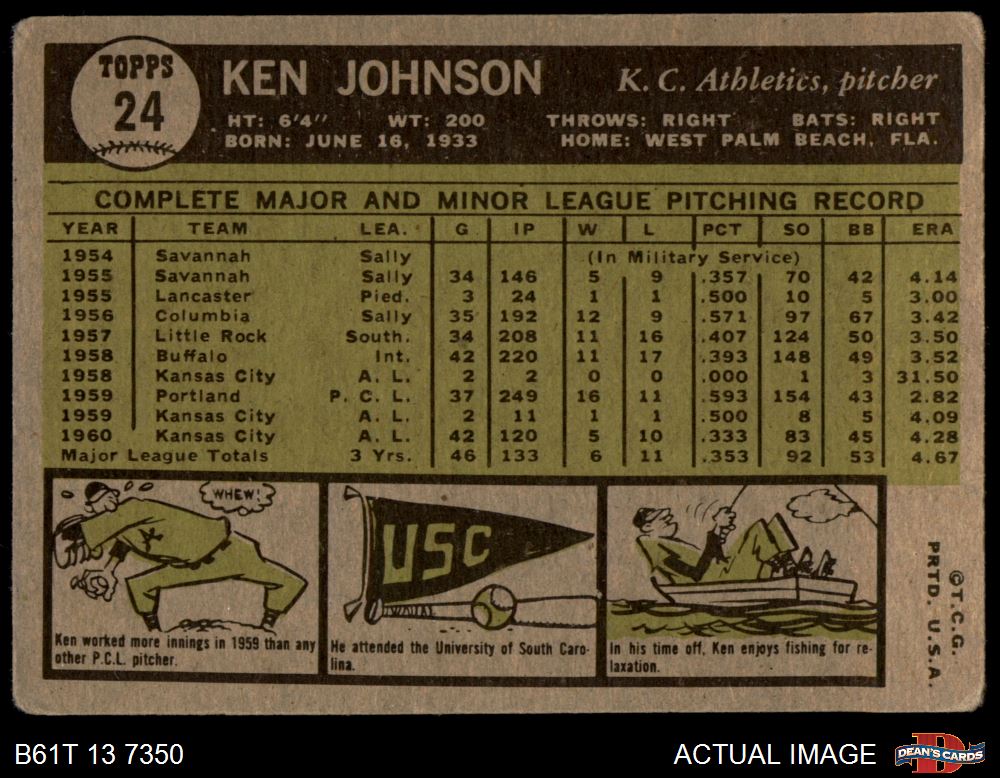 TOPPS
24
KEN JOHNSON
K. C. Athletics, pitcher
HT: 6'4" WT: 200 THROWS: RIGHT BATS: RIGHT
BORN: JUNE 16, 1933 HOME: WEST PALM BEACH, FLA.
COMPLETE MAJOR AND MINOR LEAGUE PITCHING RECORD
YEAR TEAM LEA. G IP W L PCT SO BB ERA
1954 Savannah Sally (In Military Service)
1955 Savannah Sally 34 146 5 9 .357 70 42 4.14
1955 Lancaster Pied. 3 24 1 1 .500 10 5 3.00
1956 Columbia Sally 35 192 12 9 .571 97 67 3.42
1957 Little Rock South. 34 208 11 16 .407 124 50 3.50
1958 Buffalo Int. 42 220 11 17 .393 148 49 3.52
1958 Kansas City A. L. 2 2 0 0 .000 1 3 31.50
1959 Portland P. C. L. 37 249 16 11 .593 154 43 2.82
1959 Kansas City A. L. 2 11 1 1 .500 8 5 4.09
1960 Kansas City A. L. 42 120 5 10 .333 83 45 4.28
Major League Totals 3 Yrs. 46 133 6 11 .353 92 53 4.67
WHEW!
Ken worked more innings in 1959 than any
other P.C.L. pitcher.
USC
He attended the University of South Caro-
lina.
In his time off, Ken enjoys fishing for re-
laxation.
©T.C.G.
PRTD. U.S.A.
B61T 13 7350
ACTUAL IMAGE
DEAN'S CARDS